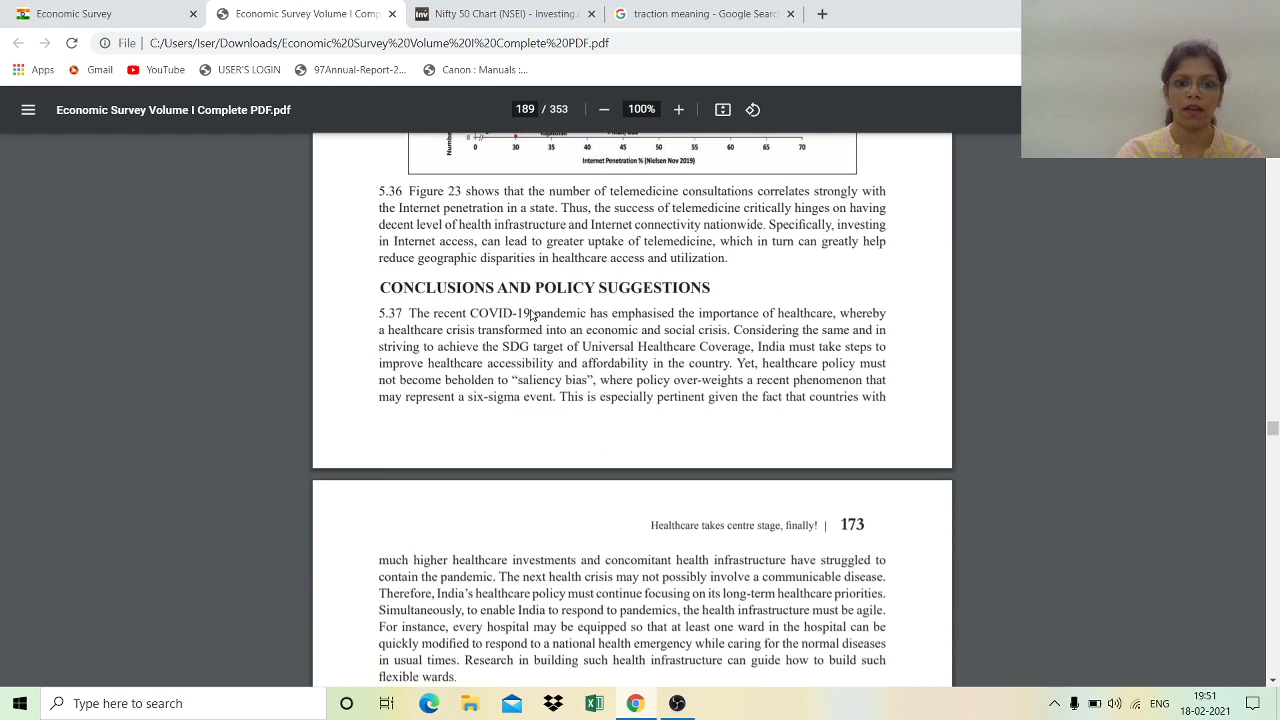 Economic Survey
Economic Survey Volume I Comp
Nifty 50 Chart (NSEI) - Investing.c
traction meaning - Google Search
C:/Users/Iser/Downloads/Economic%20Survey%20Volume%20I%20Complete%20PDF.pdf
Apps
Gmail
YouTube
USER'S LOGIN
97Annual-Report-2...
Canon : Manuals :...
Economic Survey Volume I Complete PDF.pdf
189 / 353
100%
Number
0 30 35 40 45 50 55 60 65 70
Internet Penetration % (Nielsen Nov 2019)
5.36 Figure 23 shows that the number of telemedicine consultations correlates strongly with
the Internet penetration in a state. Thus, the success of telemedicine critically hinges on having
decent level of health infrastructure and Internet connectivity nationwide. Specifically, investing
in Internet access, can lead to greater uptake of telemedicine, which in turn can greatly help
reduce geographic disparities in healthcare access and utilization.
CONCLUSIONS AND POLICY SUGGESTIONS
5.37 The recent COVID-19 pandemic has emphasised the importance of healthcare, whereby
a healthcare crisis transformed into an economic and social crisis. Considering the same and in
striving to achieve the SDG target of Universal Healthcare Coverage, India must take steps to
improve healthcare accessibility and affordability in the country. Yet, healthcare policy must
not become beholden to “saliency bias”, where policy over-weights a recent phenomenon that
may represent a six-sigma event. This is especially pertinent given the fact that countries with
Healthcare takes centre stage, finally! | 173
much higher healthcare investments and concomitant health infrastructure have struggled to
contain the pandemic. The next health crisis may not possibly involve a communicable disease.
Therefore, India’s healthcare policy must continue focusing on its long-term healthcare priorities.
Simultaneously, to enable India to respond to pandemics, the health infrastructure must be agile.
For instance, every hospital may be equipped so that at least one ward in the hospital can be
quickly modified to respond to a national health emergency while caring for the normal diseases
in usual times. Research in building such health infrastructure can guide how to build such
flexible wards.
Type here to search
ENG
19:51
18-02-2021